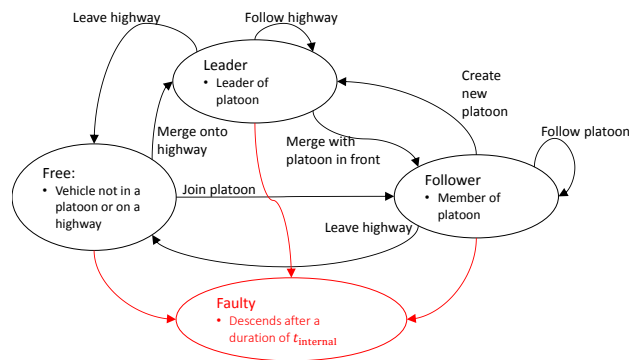 Leave highway
Follow highway
Leader
• Leader of
platoon
Create
new
platoon
Merge onto
highway
Merge with
platoon in front
Follow platoon
Free:
• Vehicle not in a
platoon or on a
highway
Join platoon
Follower
• Member of
platoon
Leave highway
Faulty
• Descends after a
duration of t_internal